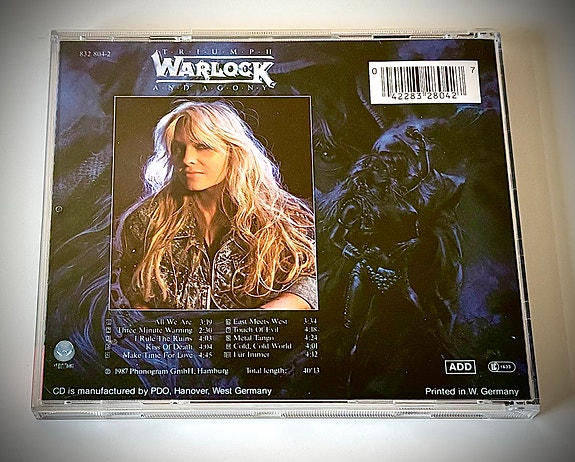 832 804-2
TRIUMPH
WARLOCK
AND AGONY
0 42283 28042 7
All We Are 3:19
Three Minute Warning 2:30
I Rule The Ruins 4:03
Kiss Of Death 4:04
Make Time For Love 4:45
East Meets West 3:34
Touch Of Evil 4:18
Metal Tango 4:24
Cold, Cold World 4:01
Für Immer 4:32
℗ 1987 Phonogram GmbH, Hamburg
Total length: 40'13
ADD
LC 1633
CD is manufactured by PDO, Hanover, West Germany
Printed in W. Germany